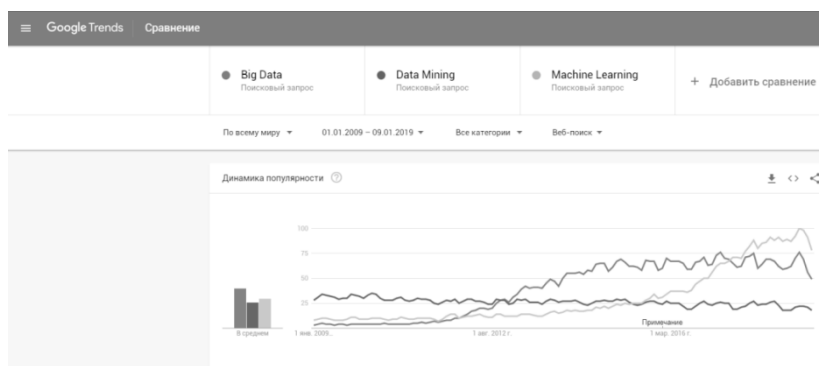 Google Trends Сравнение
Big Data
Поисковый запрос
Data Mining
Поисковый запрос
Machine Learning
Поисковый запрос
+ Добавить сравнение
По всему миру 01.01.2009 – 09.01.2019 Все категории Веб-поиск
Динамика популярности
100
75
50
25
Примечание
В среднем
1 янв. 2009...
1 авг. 2012 г.
1 мар. 2016 г.